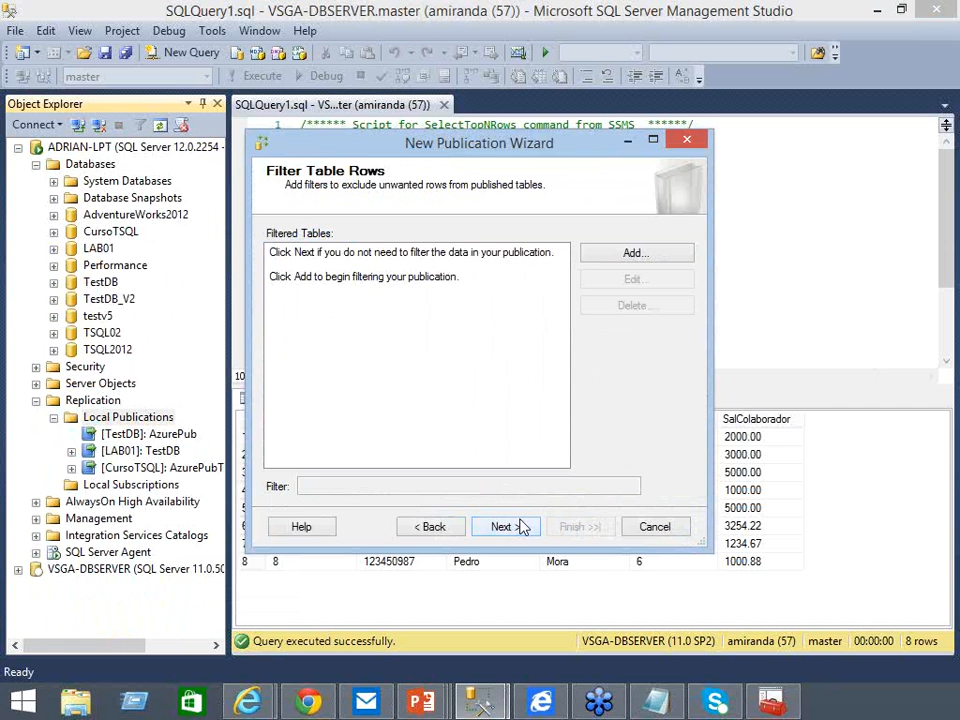 SQLQuery1.sql - VSGA-DBSERVER.master (amiranda (57)) - Microsoft SQL Server Management Studio
File Edit View Project Debug Tools Window Help
New Query
master Execute Debug
Object Explorer
SQLQuery1.sql - VS...ter (amiranda (57))
Connect
1 /****** Script for SelectTopNRows command from SSMS ******/
ADRIAN-LPT (SQL Server 12.0.2254 -
Databases
System Databases
Database Snapshots
AdventureWorks2012
CursoTSQL
LAB01
Performance
TestDB
TestDB_V2
testv5
TSQL02
TSQL2012
Security
Server Objects
Replication
Local Publications
[TestDB]: AzurePub
[LAB01]: TestDB
[CursoTSQL]: AzurePubT
Local Subscriptions
AlwaysOn High Availability
Management
Integration Services Catalogs
SQL Server Agent
VSGA-DBSERVER (SQL Server 11.0.50
New Publication Wizard
Filter Table Rows
Add filters to exclude unwanted rows from published tables.
Filtered Tables:
Click Next if you do not need to filter the data in your publication.
Click Add to begin filtering your publication.
Add...
Edit...
Delete...
Filter:
Help
< Back
Next >
Finish >>|
Cancel
10
SalColaborador
2000.00
3000.00
5000.00
1000.00
5000.00
3254.22
1234.67
8 8 123450987 Pedro Mora 6 1000.88
Query executed successfully.
VSGA-DBSERVER (11.0 SP2) amiranda (57) master 00:00:00 8 rows
Ready